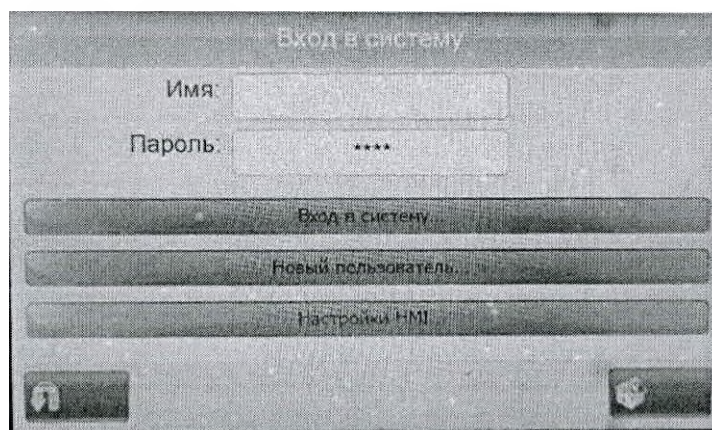 Вход в систему
Имя:
Пароль: ****
Вход в систему...
Новый пользователь...
Настройки HMI...